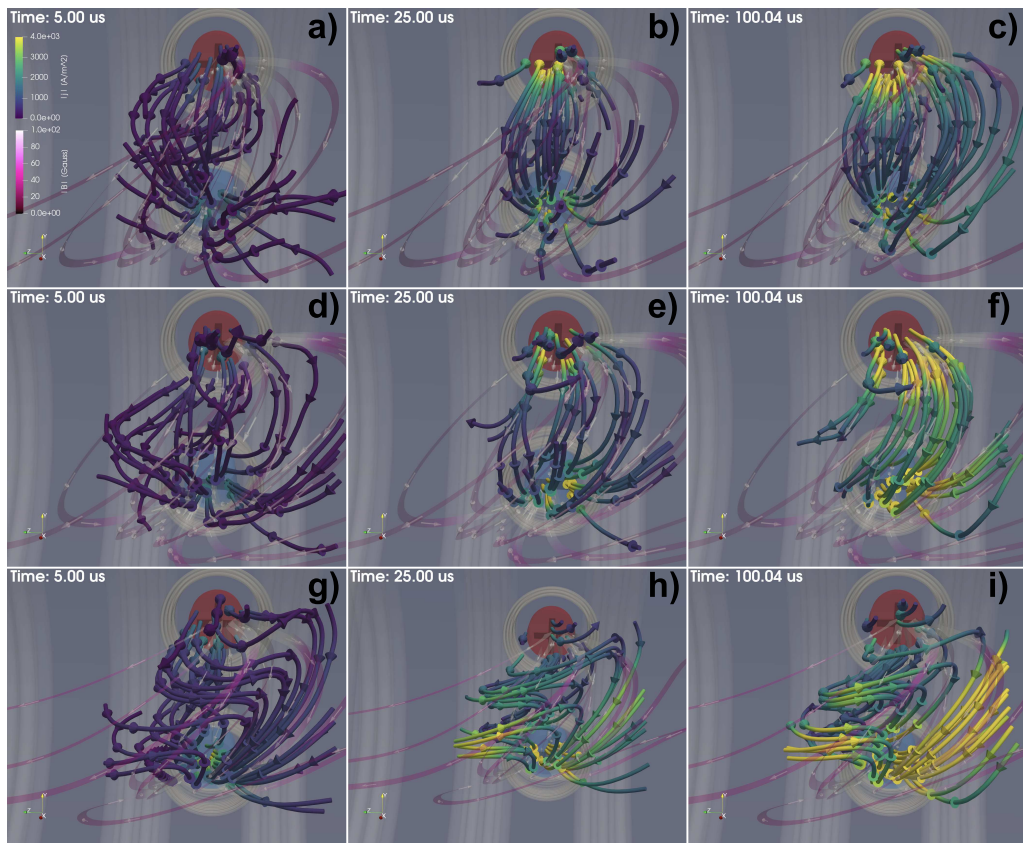 Time: 5.00 us
a)
4.0e+03
3000
2000
1000
0.0e+00
| j | (A/m^2)
1.0e+02
80
60
40
20
0.0e+00
|B| (Gauss)
Y
Z
X
Time: 25.00 us
b)
Y
Z
X
Time: 100.04 us
c)
Y
Z
X
Time: 5.00 us
d)
Y
Z
X
Time: 25.00 us
e)
Y
Z
X
Time: 100.04 us
f)
Y
Z
X
Time: 5.00 us
g)
Y
Z
X
Time: 25.00 us
h)
Y
Z
X
Time: 100.04 us
i)
Y
Z
X